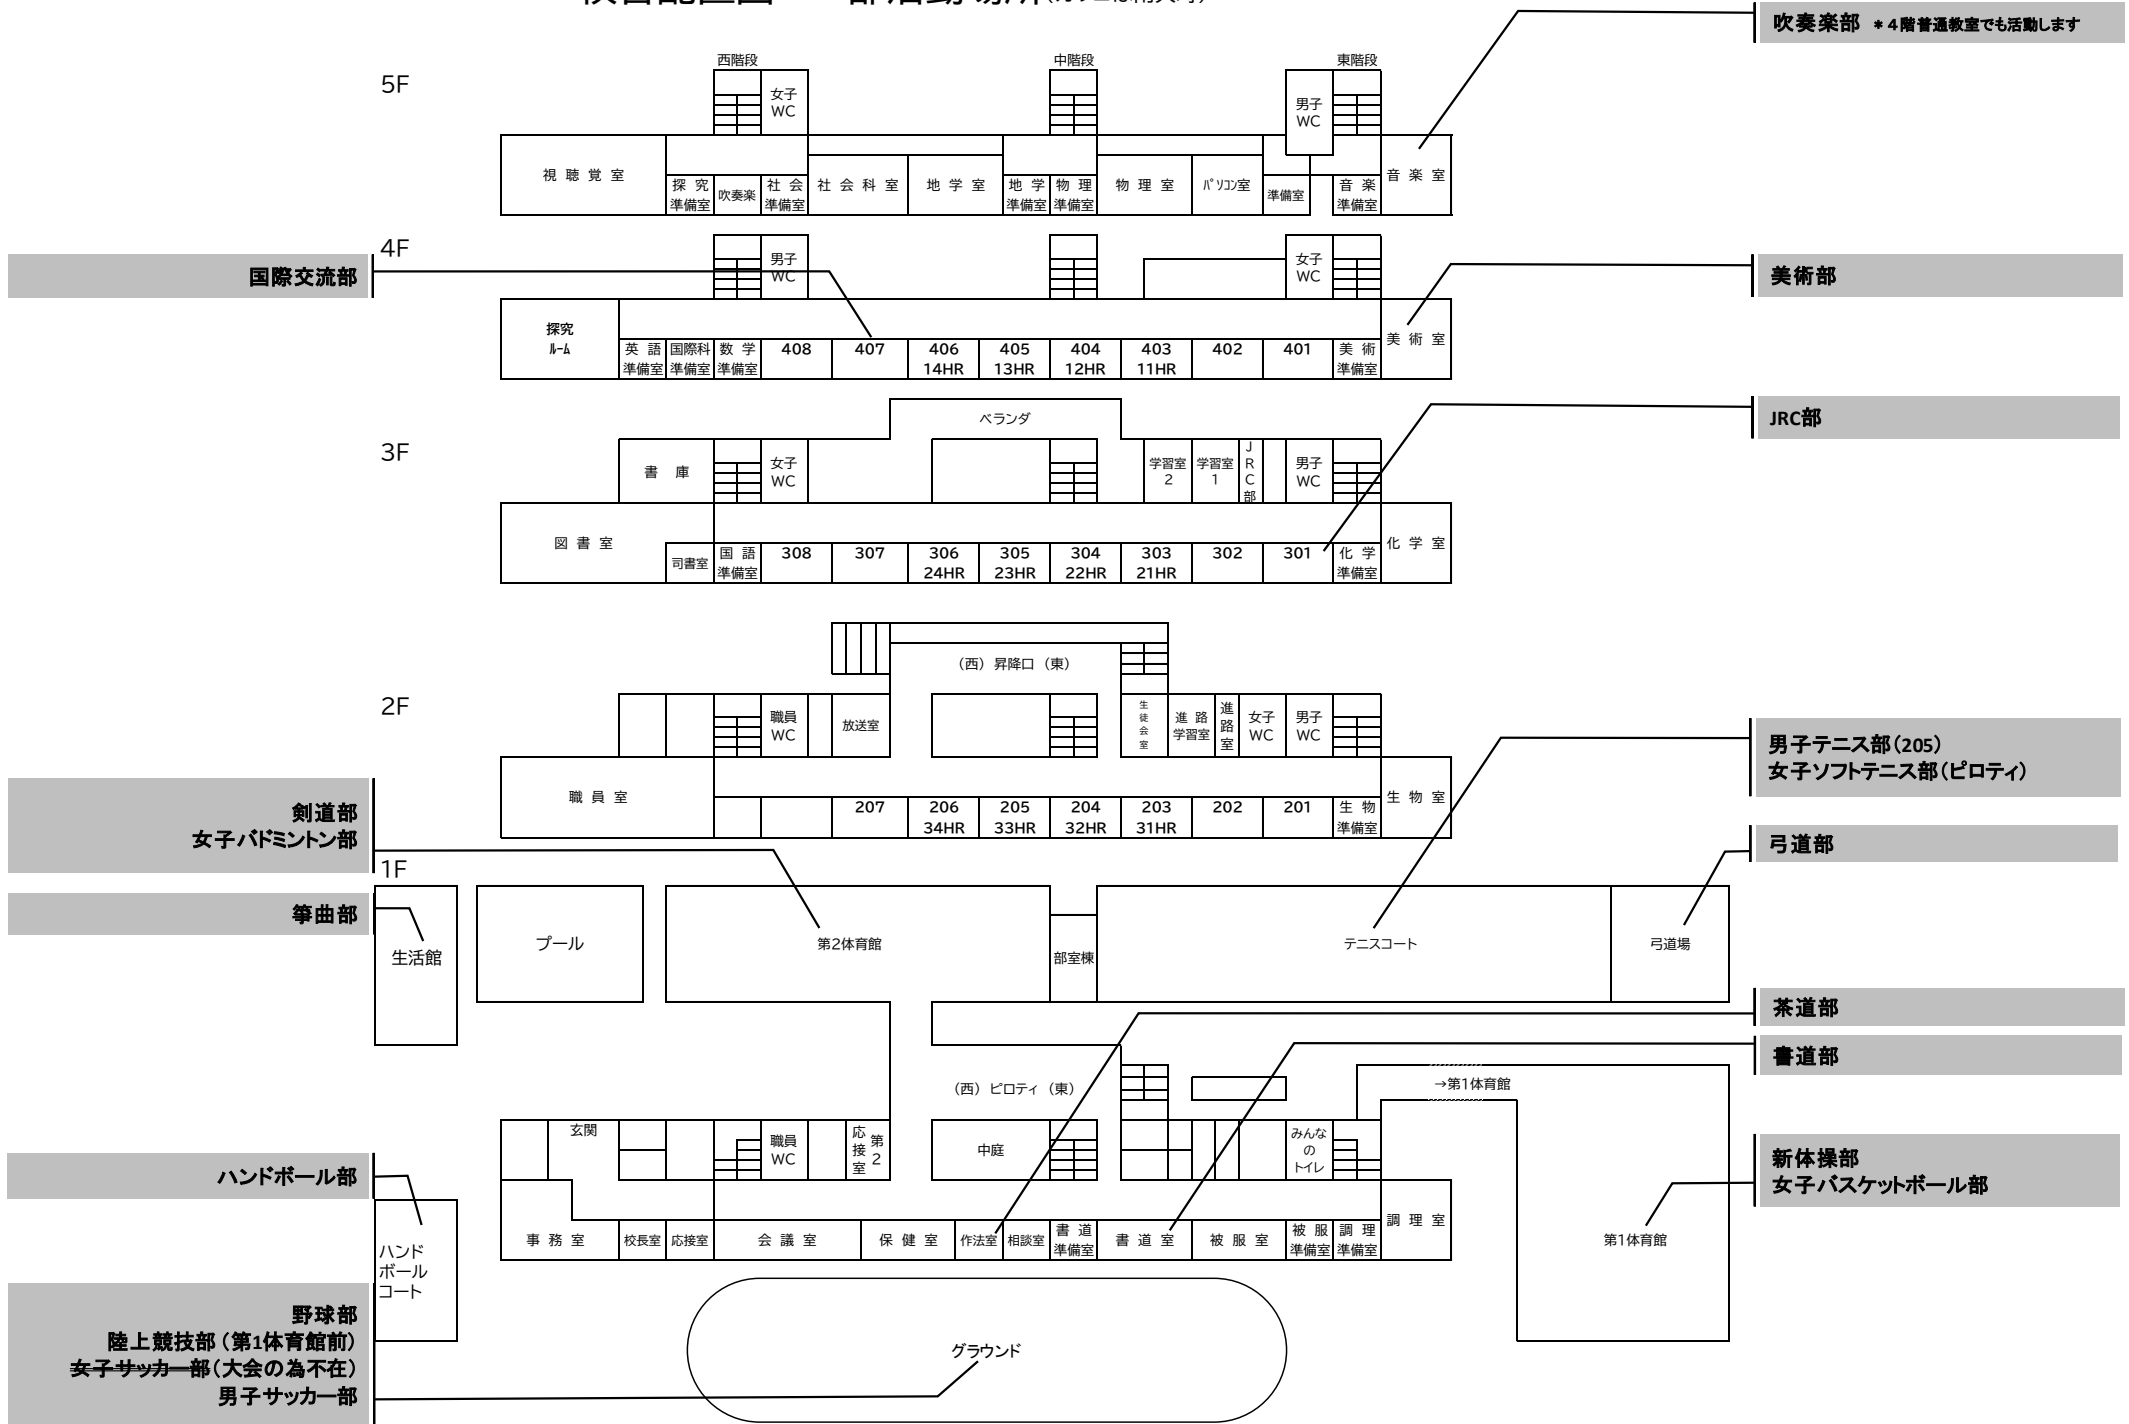 吹奏楽部 *4階普通教室でも活動します
西階段
中階段
東階段
5F
女子
WC
男子
WC
視聴覚室
探究
準備室
吹奏楽
社会
準備室
社会科室
地学室
地学
準備室
物理
準備室
物理室
パソコン室
準備室
音楽
準備室
音楽室
4F
国際交流部
男子
WC
女子
WC
美術部
探究
ルーム
英語
準備室
国際科
準備室
数学
準備室
408
407
406
14HR
405
13HR
404
12HR
403
11HR
402
401
美術
準備室
美術室
JRC部
ベランダ
3F
書庫
女子
WC
学習室
2
学習室
1
JRC部
男子
WC
図書室
司書室
国語
準備室
308
307
306
24HR
305
23HR
304
22HR
303
21HR
302
301
化学
準備室
化学室
(西) 昇降口 (東)
2F
職員
WC
放送室
生徒会室
進路
学習室
進路室
女子
WC
男子
WC
男子テニス部(205)
女子ソフトテニス部(ピロティ)
職員室
207
206
34HR
205
33HR
204
32HR
203
31HR
202
201
生物
準備室
生物室
剣道部
女子バドミントン部
弓道部
1F
箏曲部
生活館
プール
第2体育館
部室棟
テニスコート
弓道場
茶道部
書道部
(西) ピロティ (東)
→第1体育館
玄関
職員
WC
応接室
第2
中庭
みんな
の
トイレ
ハンドボール部
新体操部
女子バスケットボール部
事務室
校長室
応接室
会議室
保健室
作法室
相談室
書道
準備室
書道室
被服室
被服
準備室
調理
準備室
調理室
第1体育館
ハンド
ボール
コート
野球部
陸上競技部(第1体育館前)
女子サッカー部(大会の為不在)
男子サッカー部
グラウンド